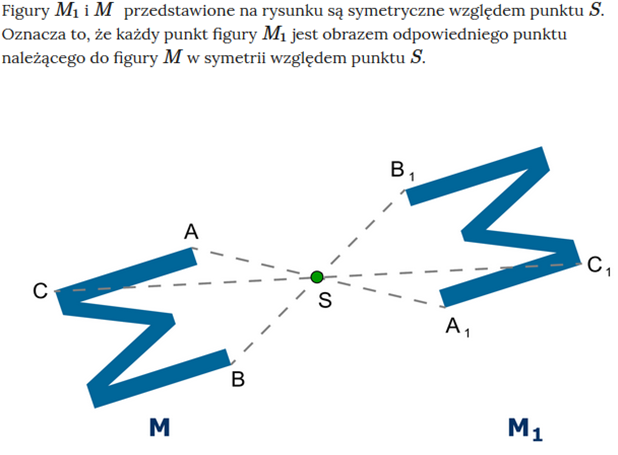 Figury M₁ i M przedstawione na rysunku są symetryczne względem punktu S.
Oznacza to, że każdy punkt figury M₁ jest obrazem odpowiedniego punktu
należącego do figury M w symetrii względem punktu S.
B₁
A
C
C₁
S
A₁
B
M
M₁